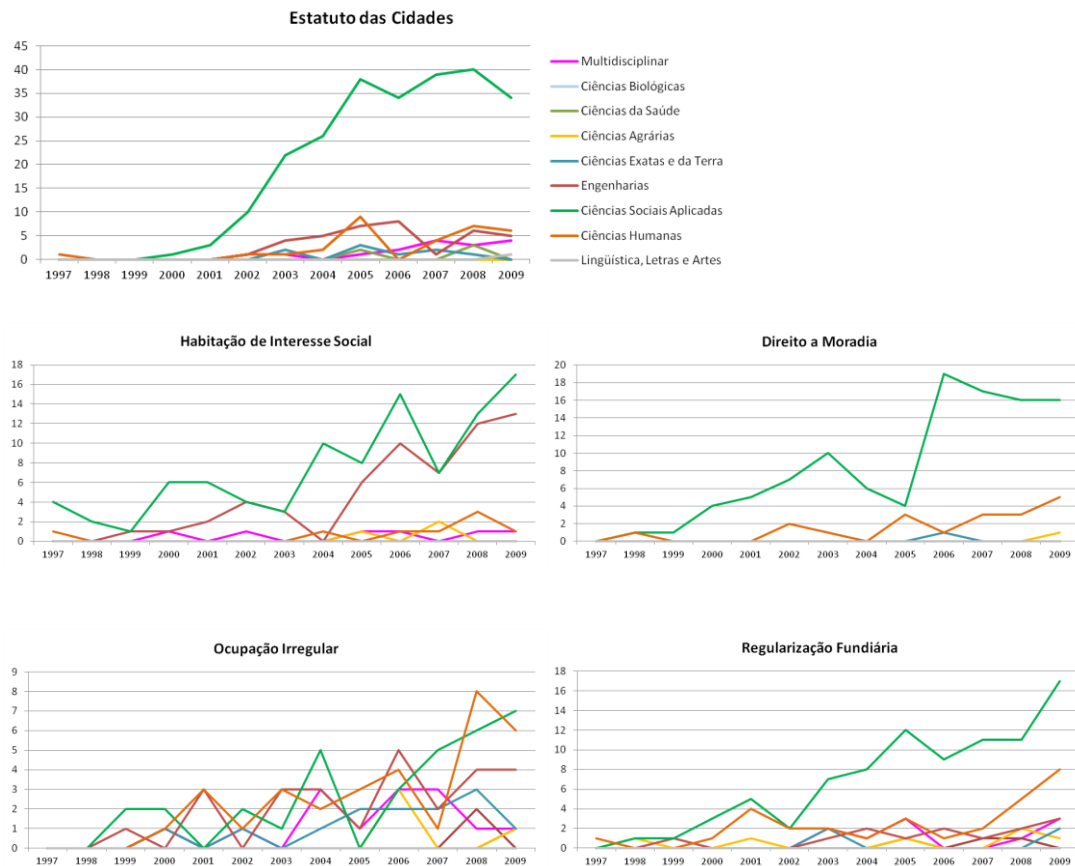 Estatuto das Cidades
45
40
35
30
25
20
15
10
5
0
1997 1998 1999 2000 2001 2002 2003 2004 2005 2006 2007 2008 2009
Multidisciplinar
Ciências Biológicas
Ciências da Saúde
Ciências Agrárias
Ciências Exatas e da Terra
Engenharias
Ciências Sociais Aplicadas
Ciências Humanas
Lingüística, Letras e Artes
Habitação de Interesse Social
18
16
14
12
10
8
6
4
2
0
1997 1998 1999 2000 2001 2002 2003 2004 2005 2006 2007 2008 2009
Direito a Moradia
20
18
16
14
12
10
8
6
4
2
0
1997 1998 1999 2000 2001 2002 2003 2004 2005 2006 2007 2008 2009
Ocupação Irregular
9
8
7
6
5
4
3
2
1
0
1997 1998 1999 2000 2001 2002 2003 2004 2005 2006 2007 2008 2009
Regularização Fundiária
18
16
14
12
10
8
6
4
2
0
1997 1998 1999 2000 2001 2002 2003 2004 2005 2006 2007 2008 2009